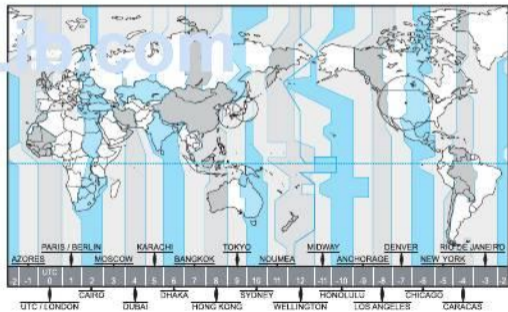 lib.com
PARIS / BERLIN KARACHI TOKYO MIDWAY DENVER RIO DE JANEIRO
AZORES MOSCOW BANGKOK NOUMEA ANCHORAGE NEW YORK
UTC
-2 -1 0 1 2 3 4 5 6 7 8 9 10 11 12 -11 -10 -9 -8 -7 -6 -5 -4 -3 -2
CAIRO DHAKA SYDNEY HONOLULU CHICAGO
UTC / LONDON DUBAI HONG KONG WELLINGTON LOS ANGELES CARACAS